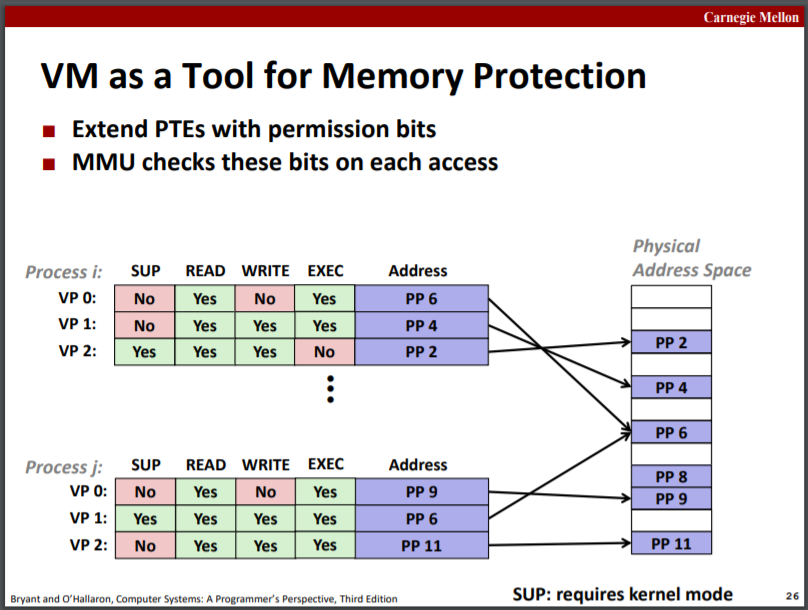 Carnegie Mellon
VM as a Tool for Memory Protection
■ Extend PTEs with permission bits
■ MMU checks these bits on each access
Physical
Address Space
Process i: SUP READ WRITE EXEC Address
VP 0: No Yes No Yes PP 6
VP 1: No Yes Yes Yes PP 4
VP 2: Yes Yes Yes No PP 2
PP 2
PP 4
PP 6
PP 8
PP 9
PP 11
Process j: SUP READ WRITE EXEC Address
VP 0: No Yes No Yes PP 9
VP 1: Yes Yes Yes Yes PP 6
VP 2: No Yes Yes Yes PP 11
SUP: requires kernel mode
Bryant and O’Hallaron, Computer Systems: A Programmer’s Perspective, Third Edition
26